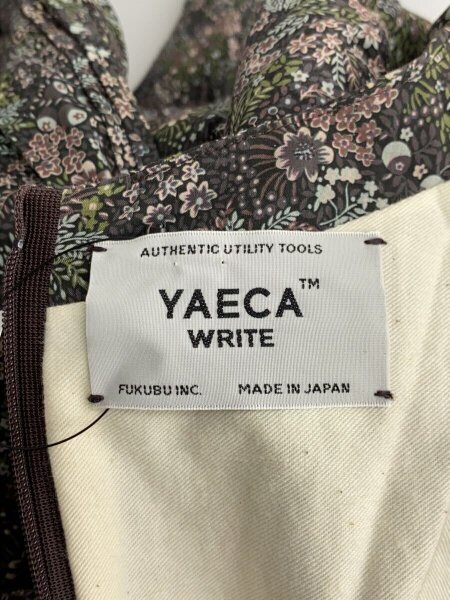 AUTHENTIC UTILITY TOOLS
YAECA™
WRITE
FUKUBU INC. MADE IN JAPAN